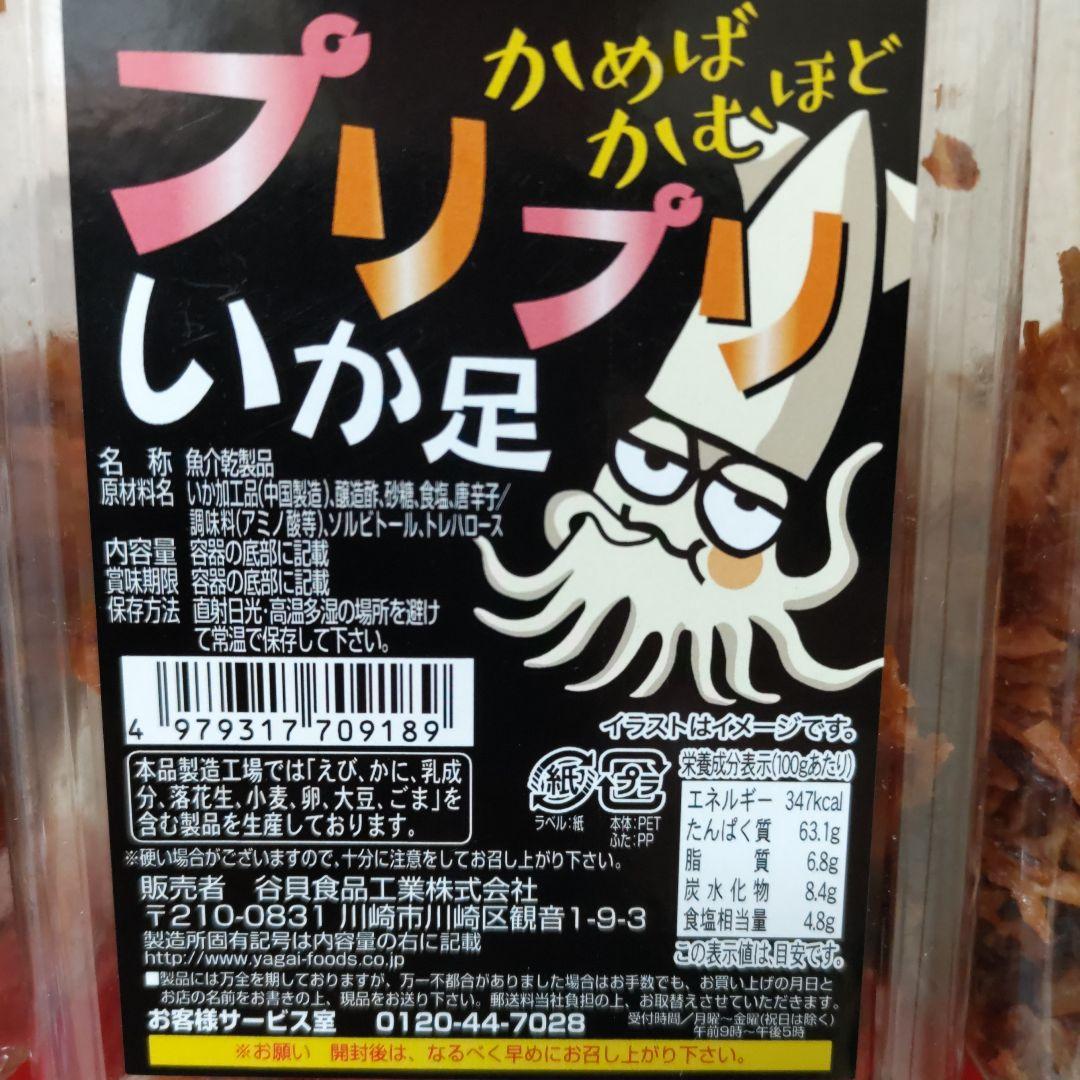 かめば
かむほど
プリプリ
いか足
名称 魚介乾製品
原材料名 いか加工品(中国製造)、醸造酢、砂糖、食塩、唐辛子/
調味料(アミノ酸等)、ソルビトール、トレハロース
内容量 容器の底部に記載
賞味期限 容器の底部に記載
保存方法 直射日光・高温多湿の場所を避け
て常温で保存して下さい。
4 979317 709189
イラストはイメージです。
本品製造工場では「えび、かに、乳成
分、落花生、小麦、卵、大豆、ごま」を
含む製品を生産しております。
紙
ラベル:紙
プラ
本体:PET
ふた:PP
栄養成分表示(100gあたり)
エネルギー 347kcal
たんぱく質 63.1g
脂質 6.8g
炭水化物 8.4g
食塩相当量 4.8g
この表示値は、目安です。
※硬い場合がございますので、十分に注意をしてお召し上がり下さい。
販売者 谷貝食品工業株式会社
〒210-0831 川崎市川崎区観音1-9-3
製造所固有記号は内容量の右に記載
http://www.yagai-foods.co.jp
■製品には万全を期しておりますが、万一不都合がありました場合はお手数でも、お買い上げの月日と
お店の名前をお書きの上、現品をお送り下さい。郵送料当社負担の上、お取替えさせていただきます。
お客様サービス室 0120-44-7028
受付時間/月曜~金曜(祝日は除く)
午前9時~午後5時
※お願い 開封後は、なるべく早めにお召し上がり下さい。